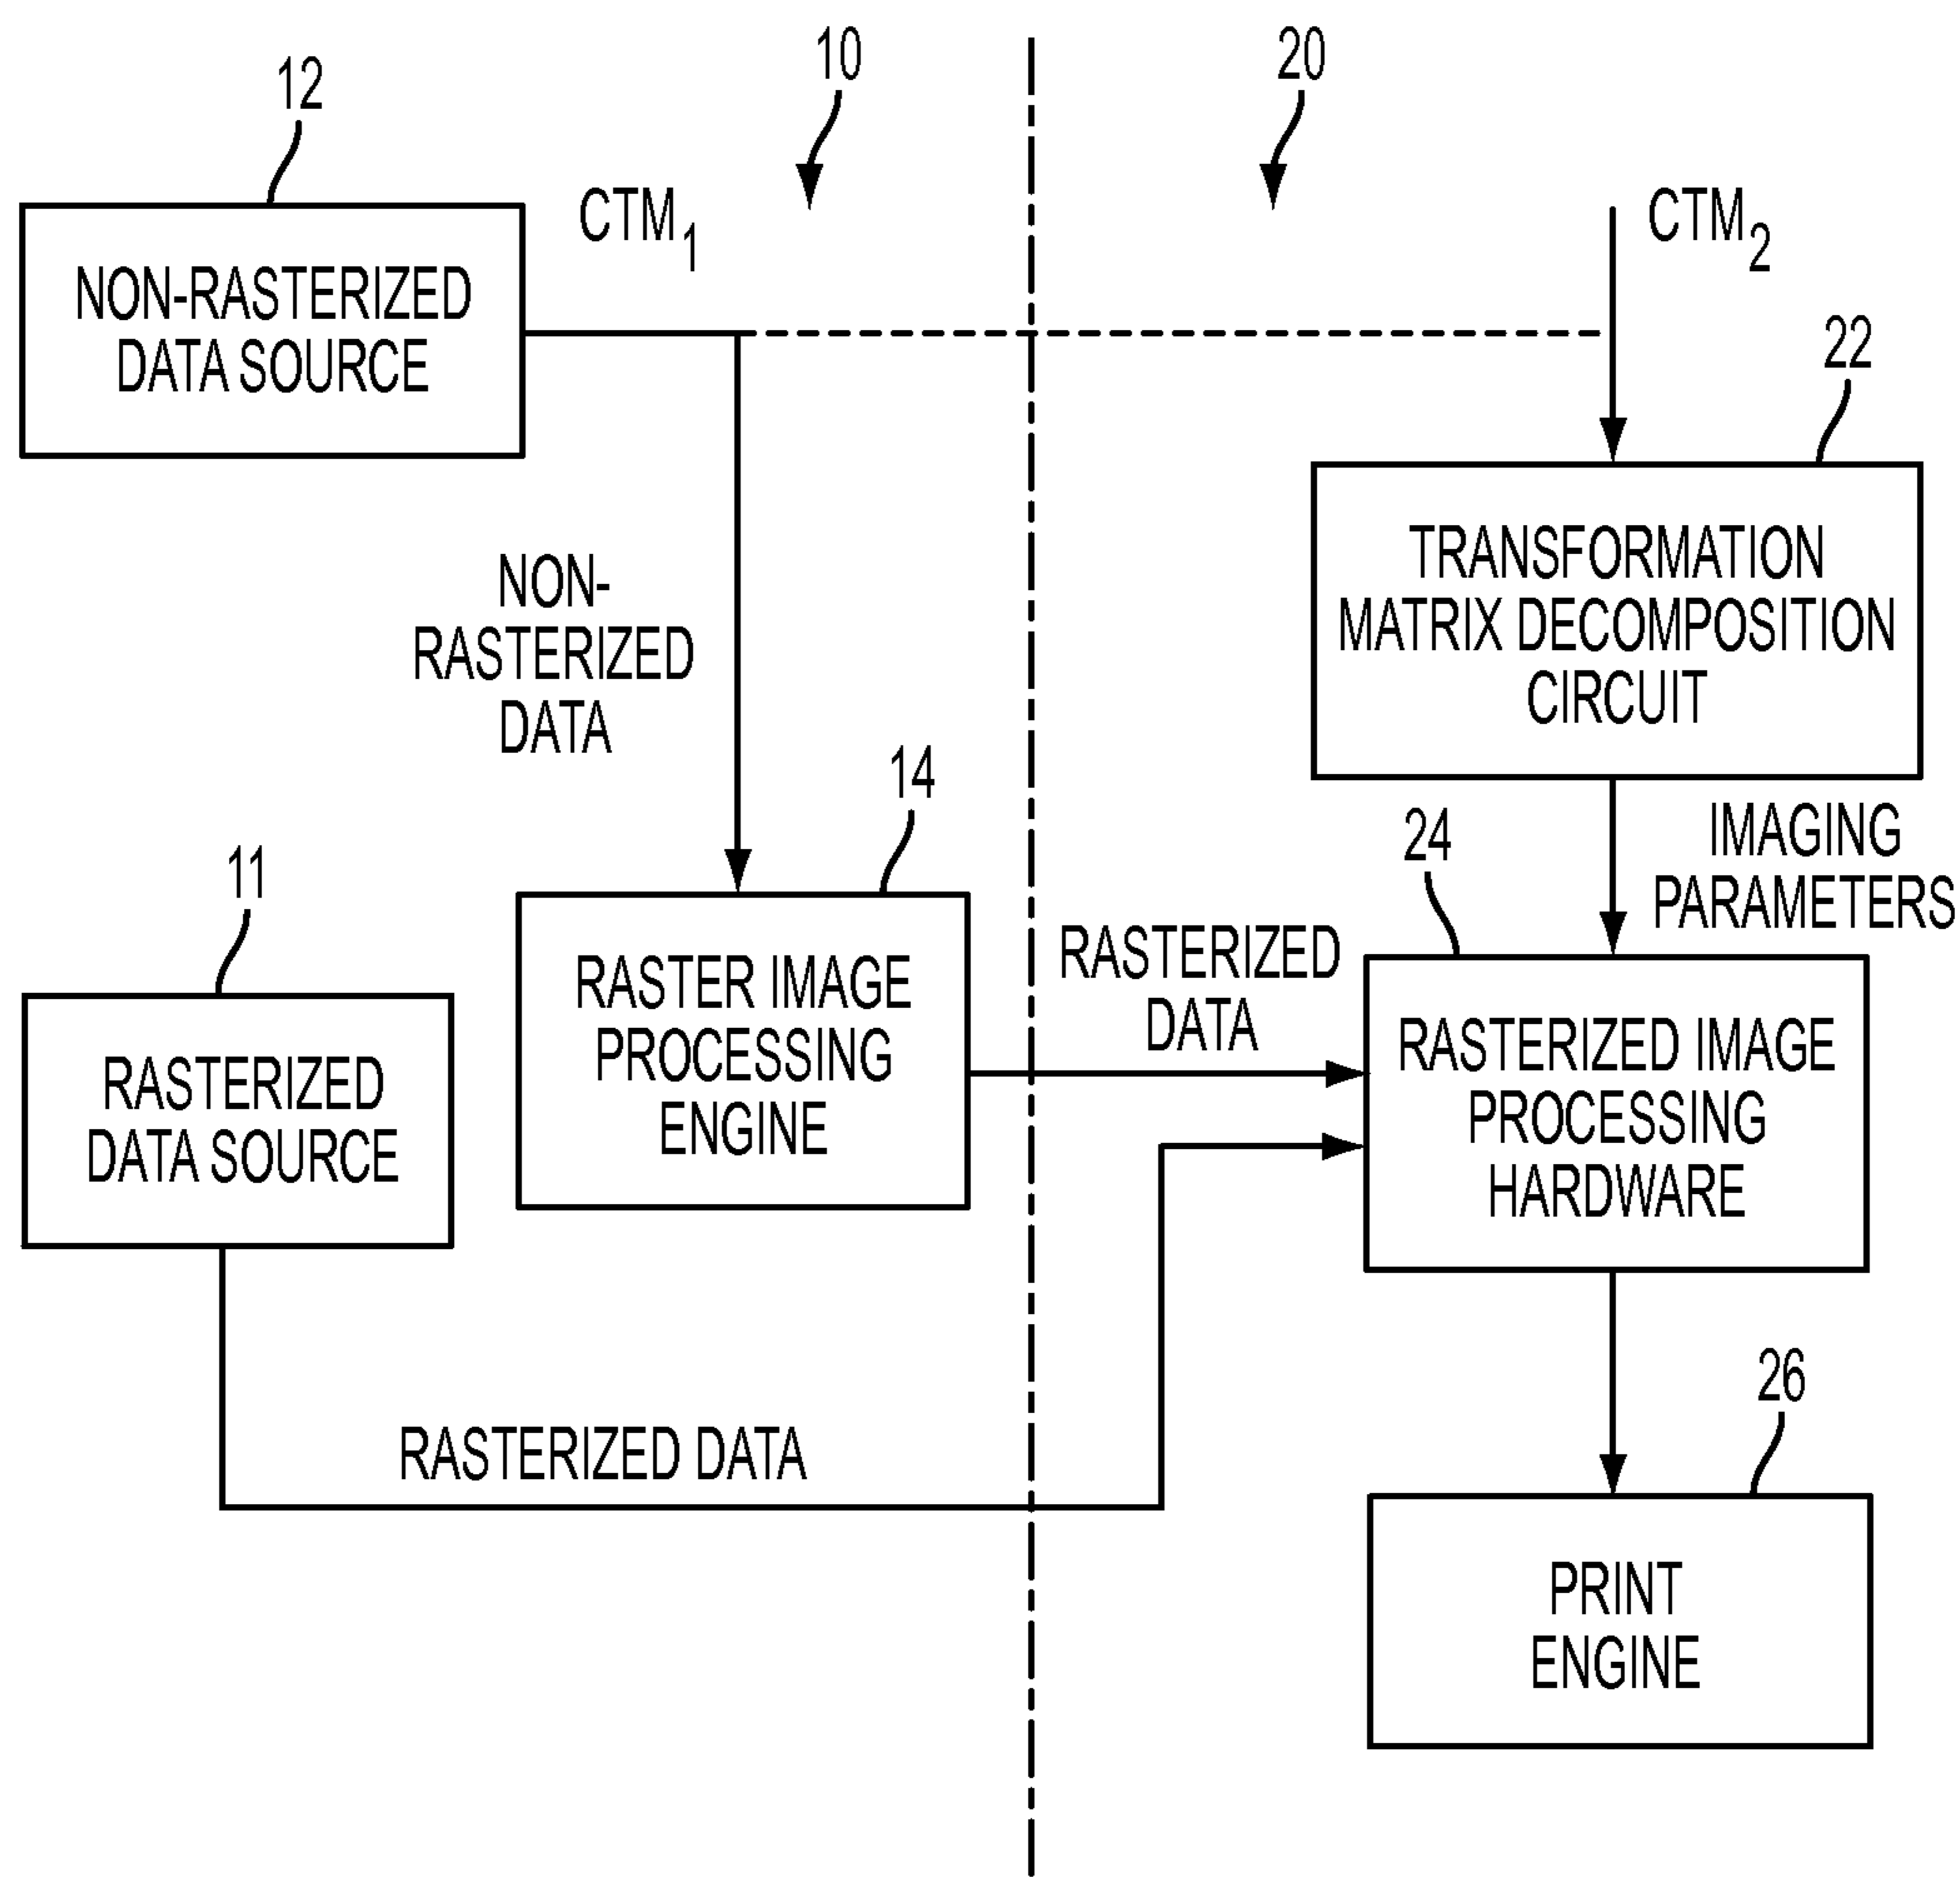 10
20
12
CTM1
CTM2
NON-RASTERIZED
DATA SOURCE
22
TRANSFORMATION
MATRIX DECOMPOSITION
CIRCUIT
NON-
RASTERIZED
DATA
14
24
IMAGING
PARAMETERS
11
RASTERIZED
DATA
RASTER IMAGE
PROCESSING
ENGINE
RASTERIZED IMAGE
PROCESSING
HARDWARE
RASTERIZED
DATA SOURCE
26
RASTERIZED DATA
PRINT
ENGINE